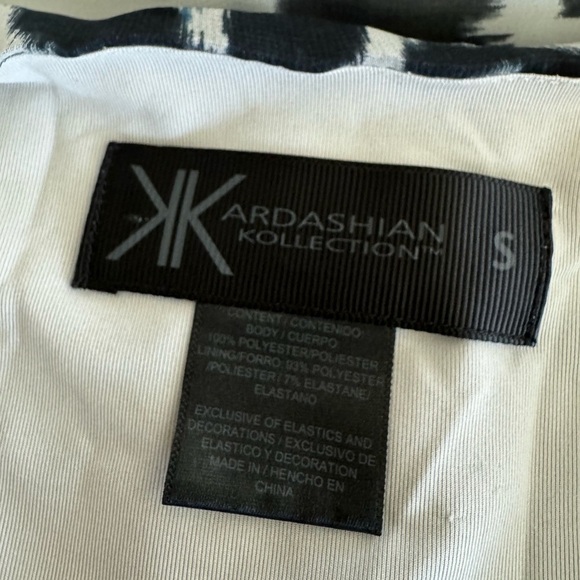 KARDASHIAN
KOLLECTION™
S
CONTENT / CONTENIDO:
BODY / CUERPO
100% POLYESTER/POLIESTER
LINING/FORRO: 93% POLYESTER
/POLIESTER / 7% ELASTANE/
ELASTANO
EXCLUSIVE OF ELASTICS AND
DECORATIONS / EXCLUSIVO DE
ELASTICO Y DECORATION
MADE IN / HENCHO EN
CHINA